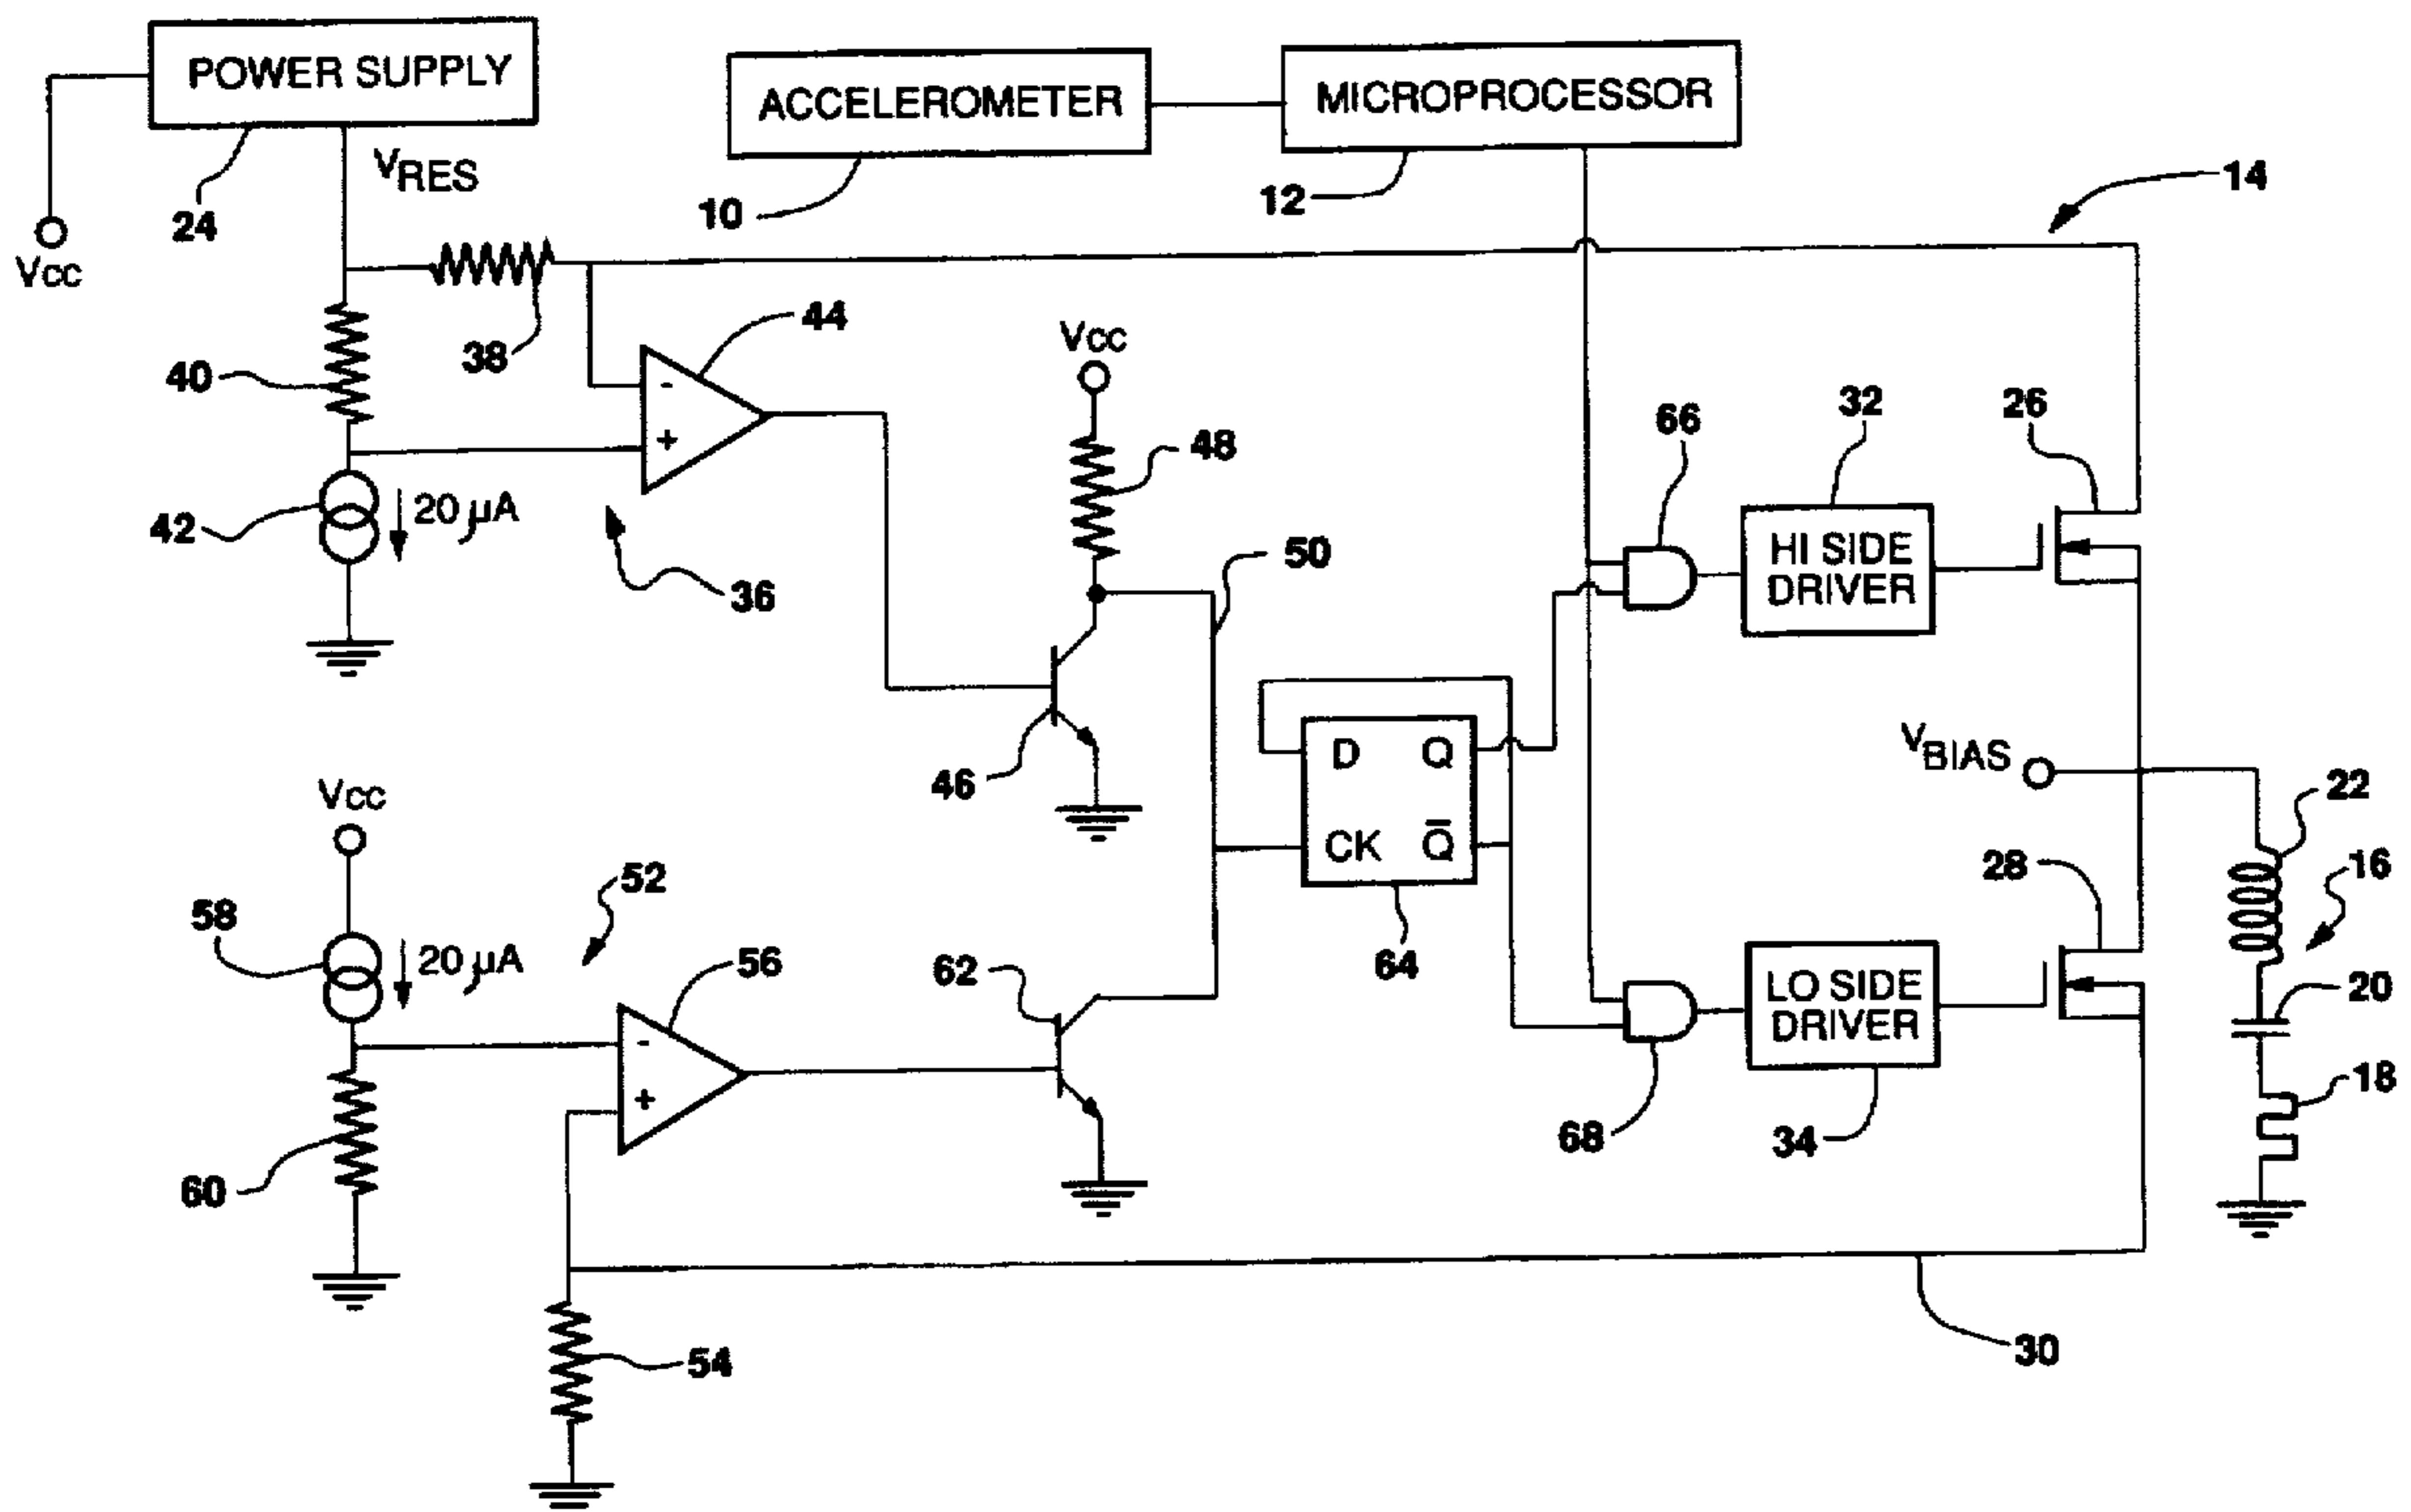 POWER SUPPLY
ACCELEROMETER
MICROPROCESSOR
VRES
24
10
12
14
VCC
38
44
40
VCC
48
66
32
26
42
20 µA
36
50
HI SIDE
DRIVER
46
D Q
CK Q̅
VBIAS
22
VCC
28
16
58
20 µA
52
56
62
64
LO SIDE
DRIVER
20
18
60
68
34
54
30